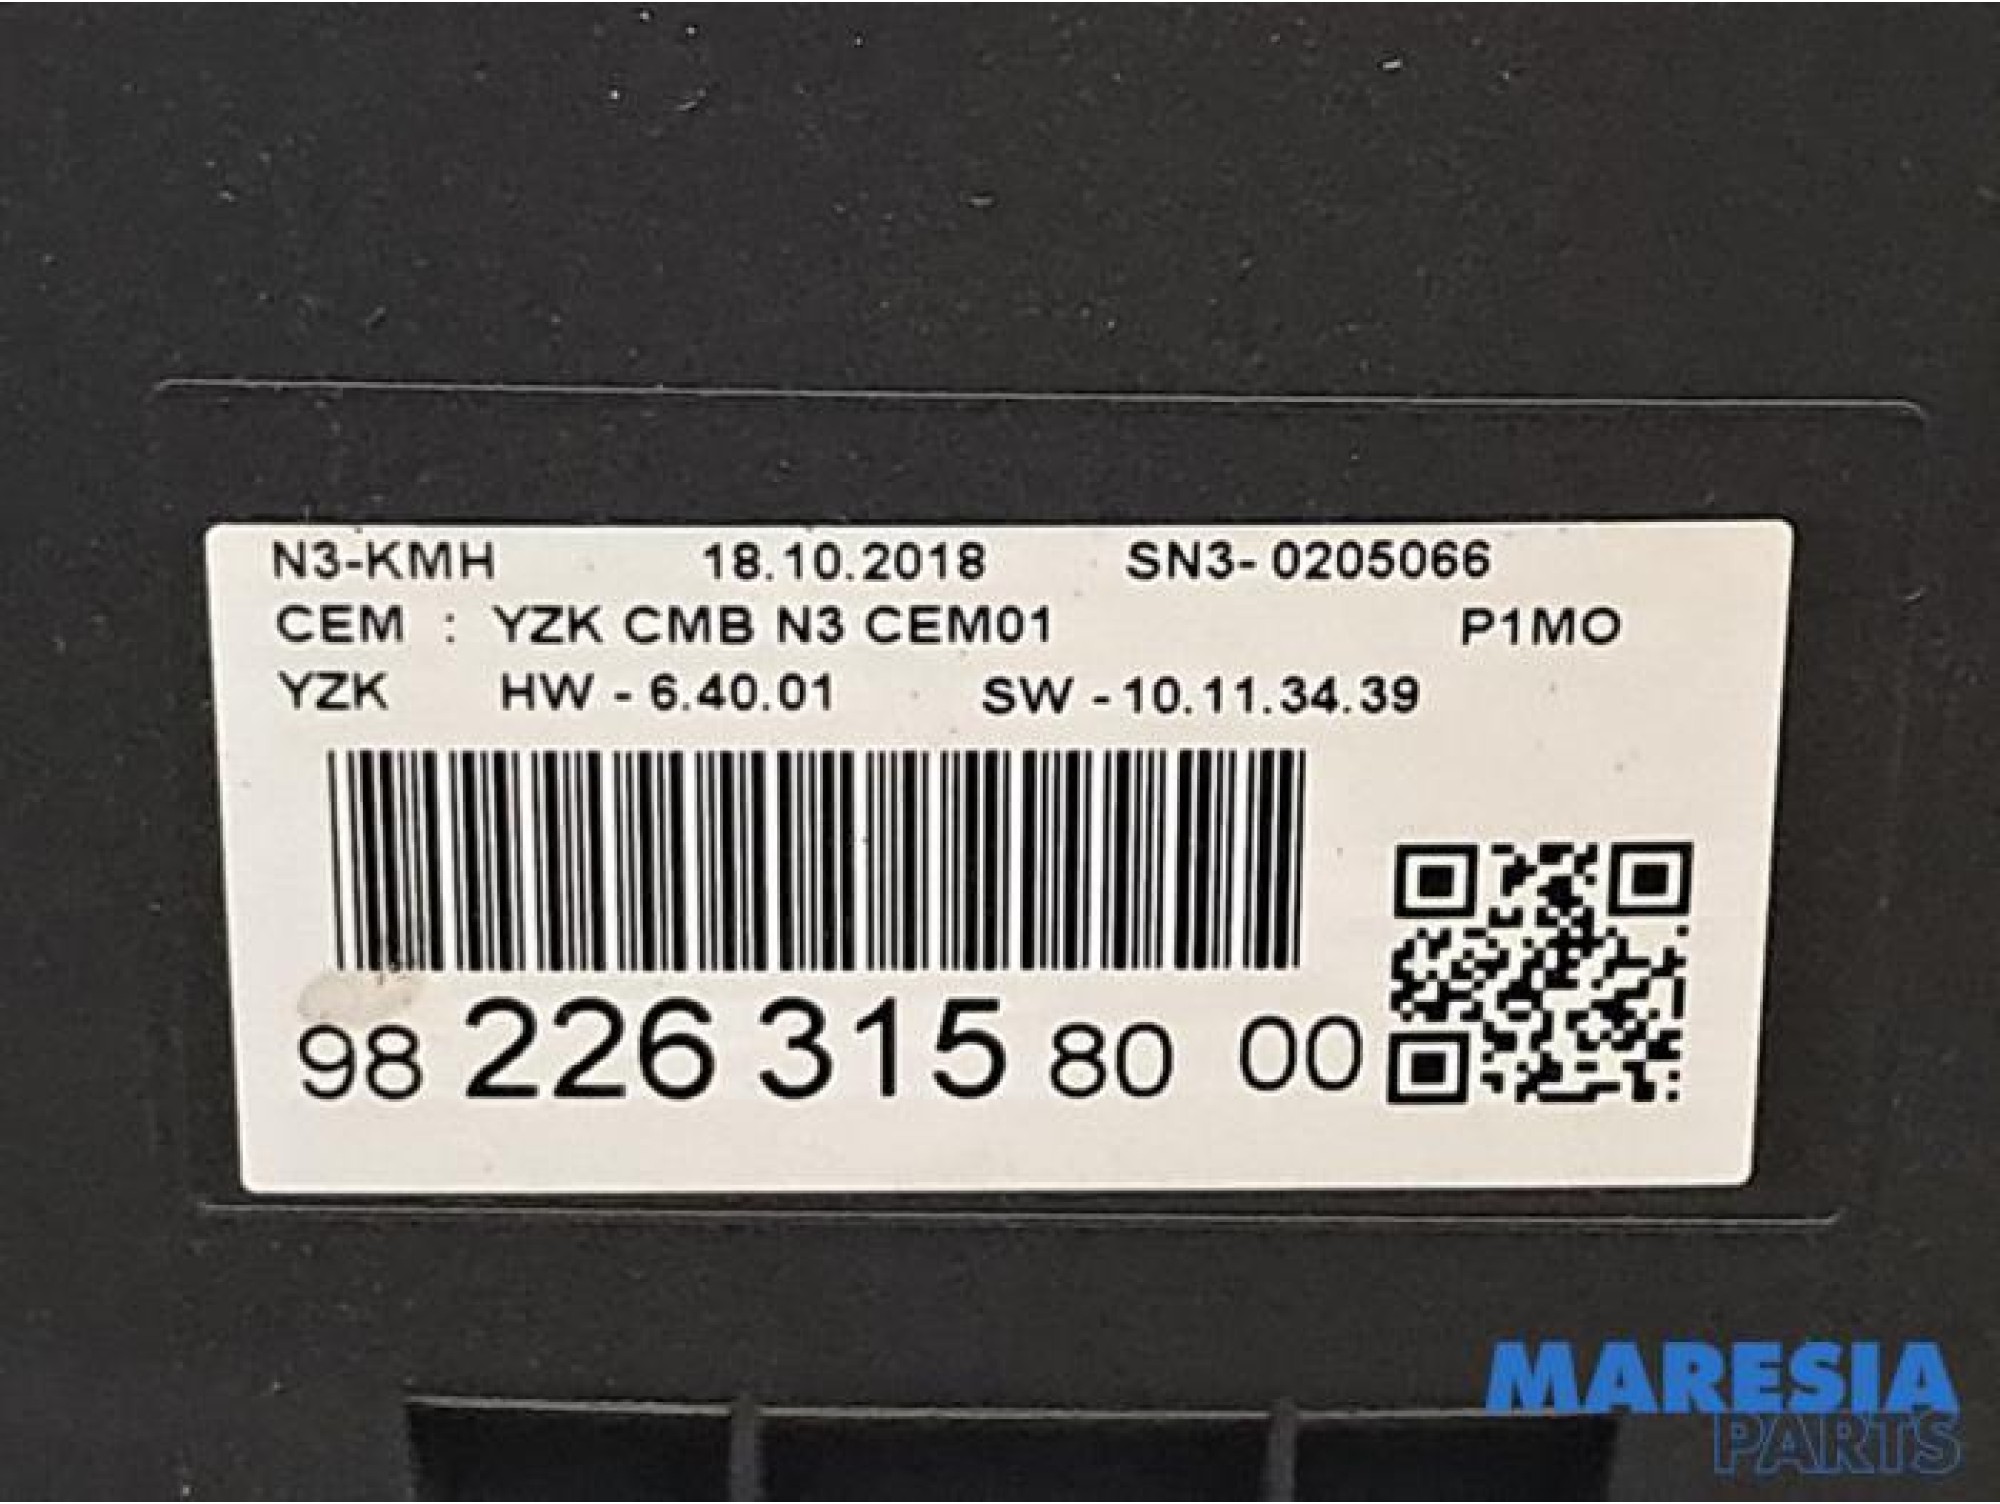 N3-KMH 18.10.2018 SN3-0205066
CEM : YZK CMB N3 CEM01 P1MO
YZK HW - 6.40.01 SW - 10.11.34.39
98 226 315 80 00
MARESIA
PARTS